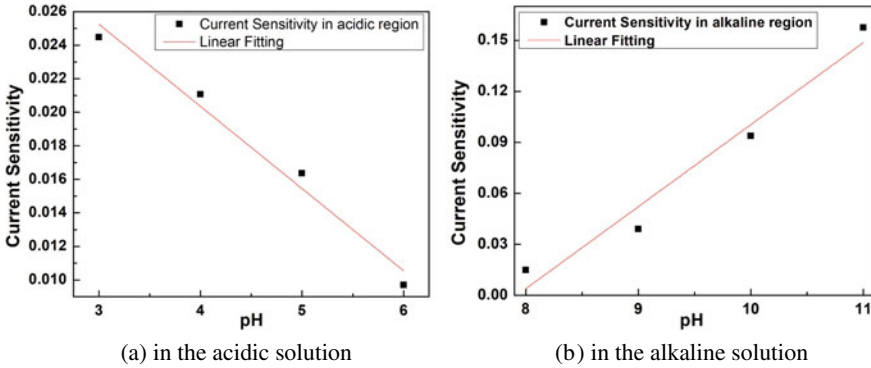 Current Sensitivity in acidic region
Linear Fitting
0.026
0.024
0.022
0.020
0.018
0.016
0.014
0.012
0.010
Current Sensitivity
3 4 5 6
pH
(a) in the acidic solution
Current Sensitivity in alkaline region
Linear Fitting
0.15
0.12
0.09
0.06
0.03
0.00
Current Sensitivity
8 9 10 11
pH
(b) in the alkaline solution